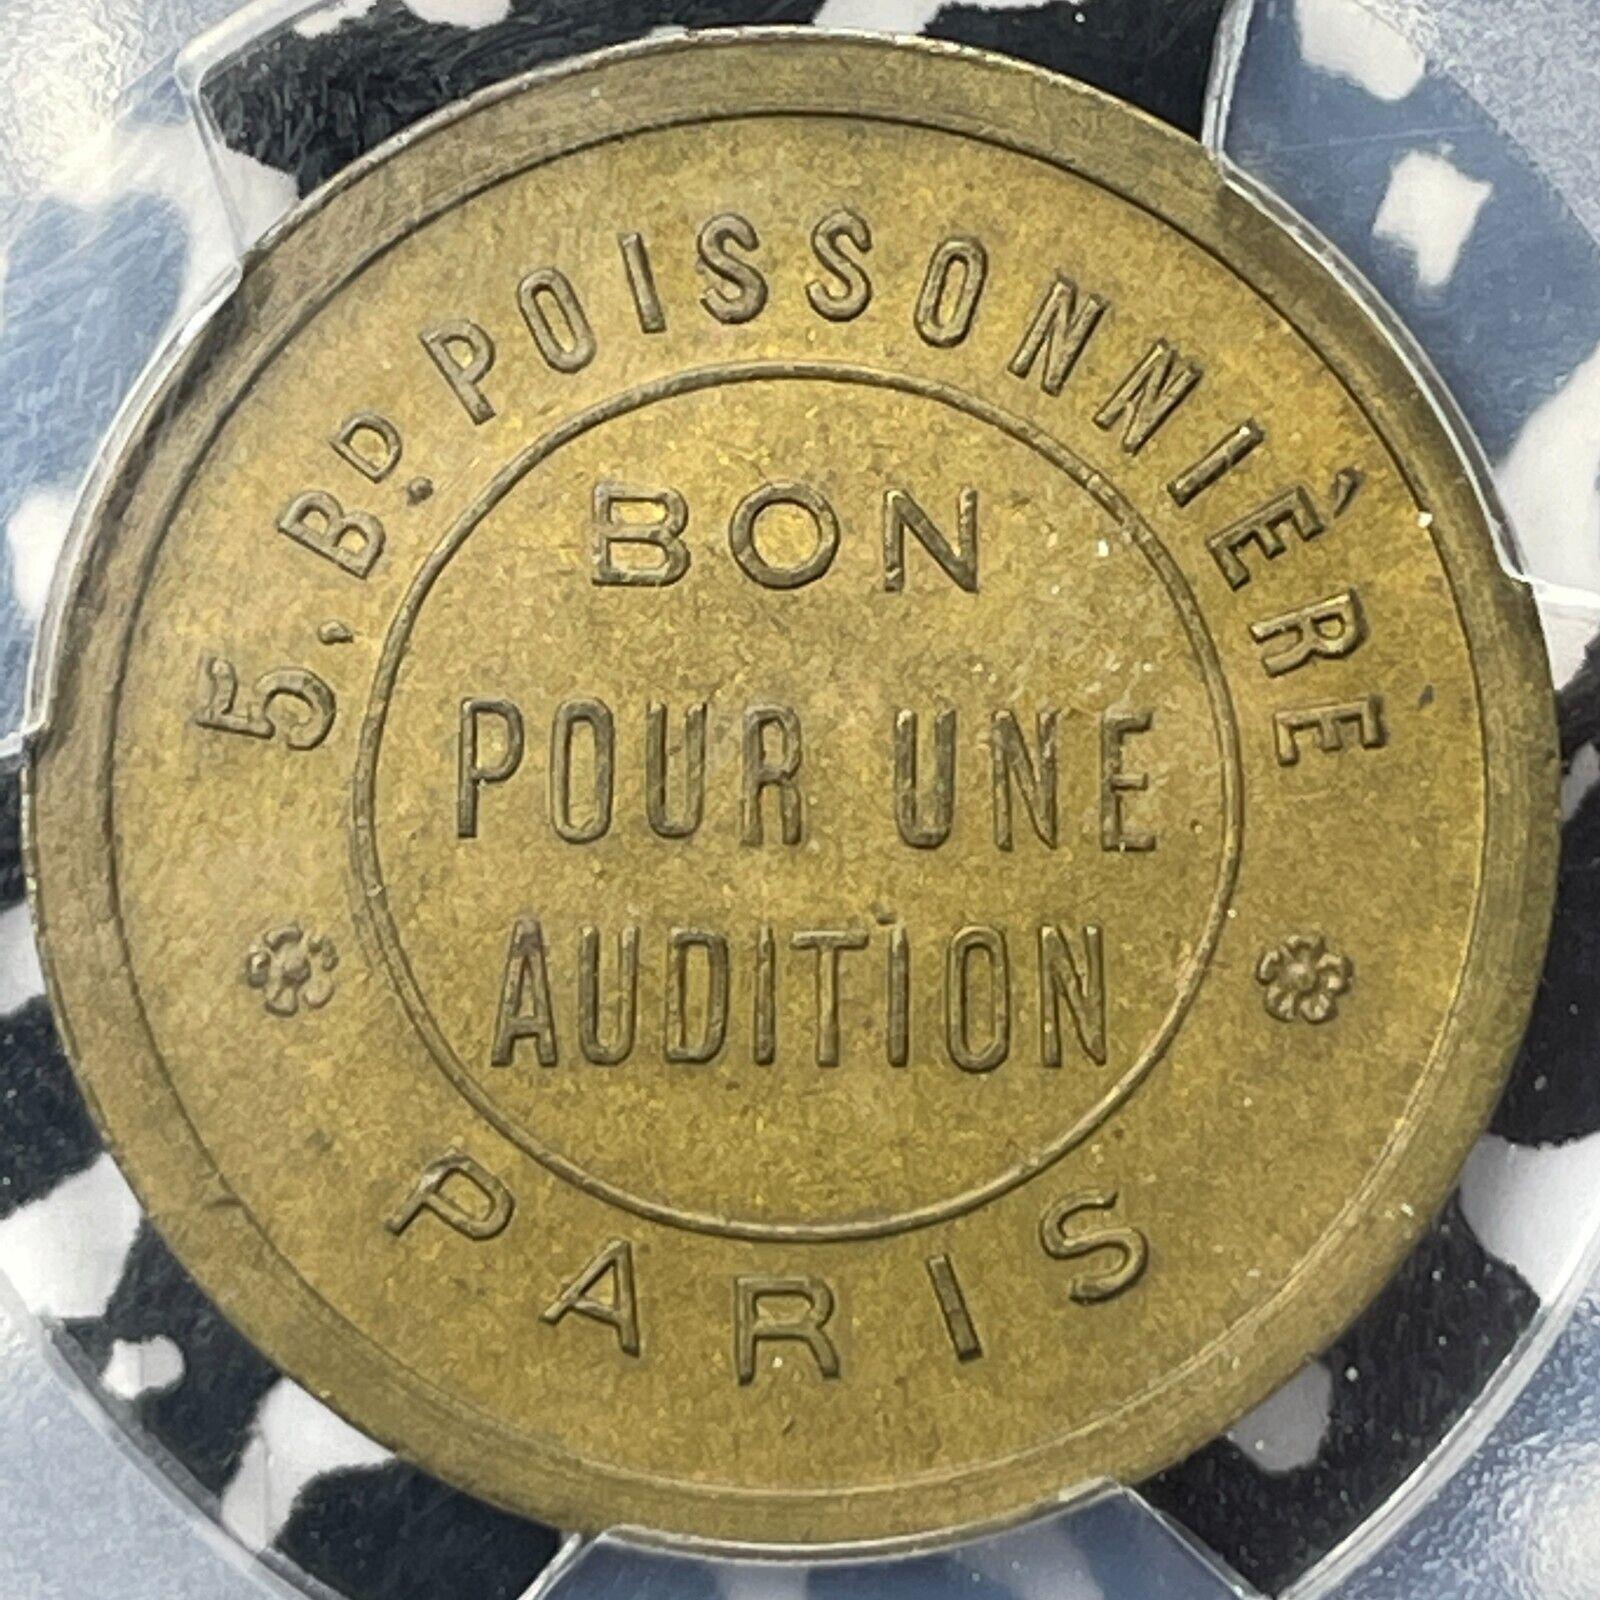 5, BD. POISSONNIÈRE
BON
POUR UNE
AUDITION
PARIS